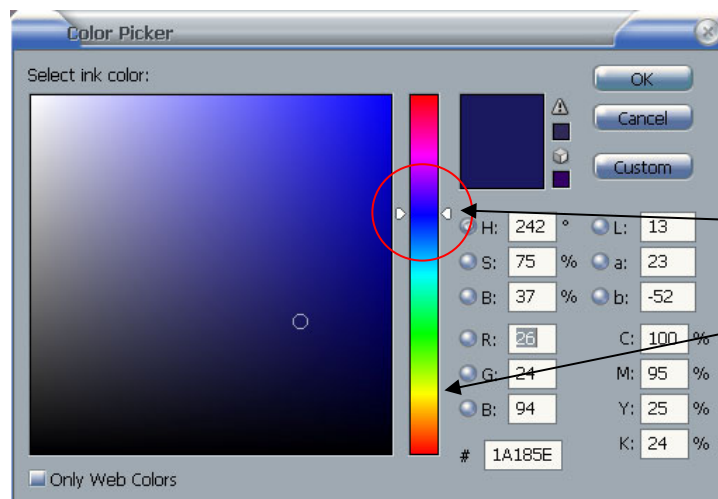 Color Picker
Select ink color:
OK
Cancel
Custom
H: 242 ° L: 13
S: 75 % a: 23
B: 37 % b: -52
R: 26 C: 100 %
G: 24 M: 95 %
B: 94 Y: 25 %
# 1A185E K: 24 %
Only Web Colors